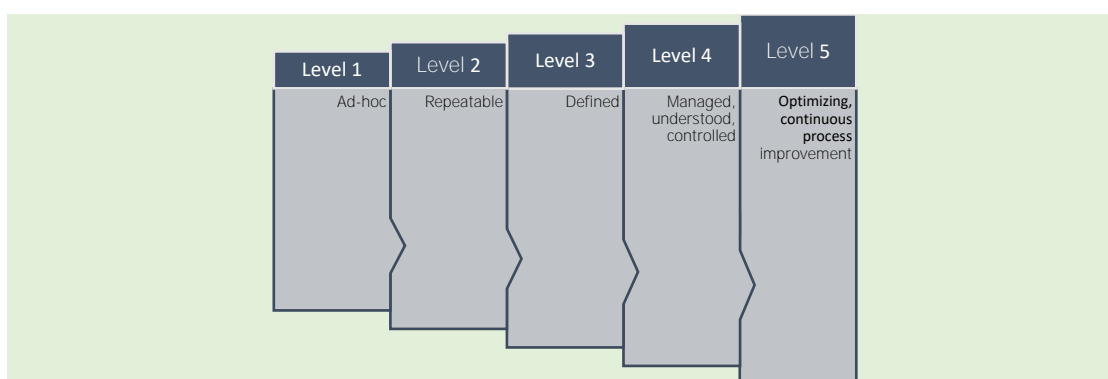 Level 1
Ad-hoc
Level 2
Repeatable
Level 3
Defined
Level 4
Managed,
understood,
controlled
Level 5
Optimizing,
continuous
process
improvement